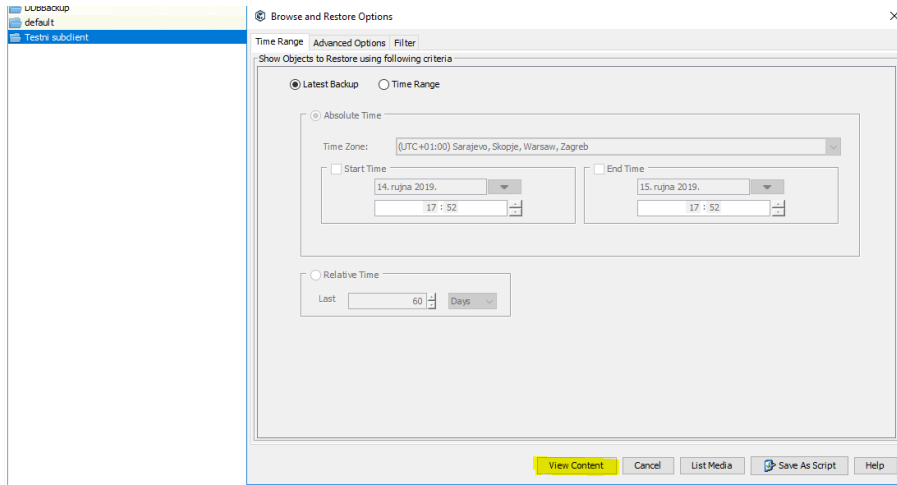 DDBBackup
default
Testni subclient
Browse and Restore Options
Time Range Advanced Options Filter
Show Objects to Restore using following criteria
Latest Backup Time Range
Absolute Time
Time Zone: (UTC+01:00) Sarajevo, Skopje, Warsaw, Zagreb
Start Time End Time
14. rujna 2019. 15. rujna 2019.
17 : 52 17 : 52
Relative Time
Last 60 Days
View Content Cancel List Media Save As Script Help